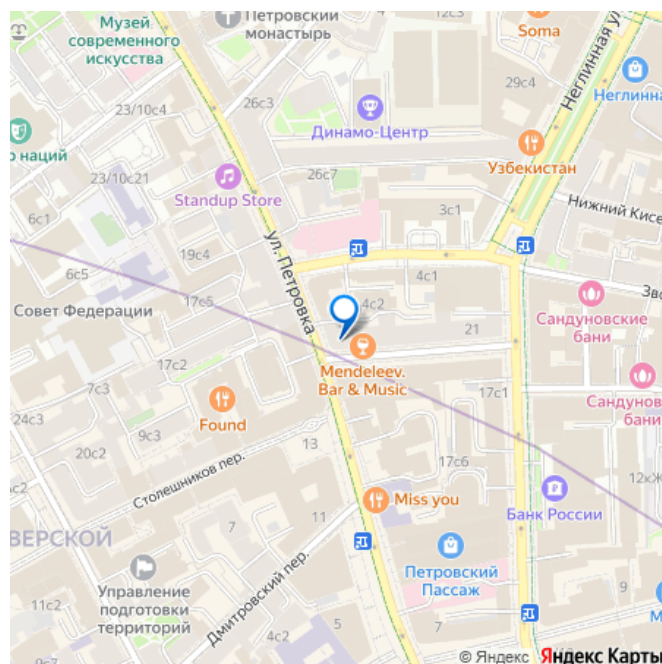 Музей
современного
искусства
Петровский
монастырь
12с3
Soma
Неглинная ул.
29с4
Неглинна
26с3
23/10с4
Динамо-Центр
о наций
Узбекистан
23/10с21
Standup Store
26с7
Нижний Кисе
3с1
6с1
ул. Петровка
19с4
6с5
4с1
Зво
Совет Федерации
17с5
4с2
Сандуновские
бани
21
17с2
Mendeleev.
Bar & Music
17с1
Сандунов
бани
Found
24с3
9с3
13
20с2
17с6
12кЖ
4с2
Столешников пер.
Miss you
Банк России
7
11
ВЕРСКОЙ
Петровский
Пассаж
9
Управление
подготовки
территорий
Дмитровский пер.
11с2
М
7
4с2
5
© Яндекс Яндекс Карты